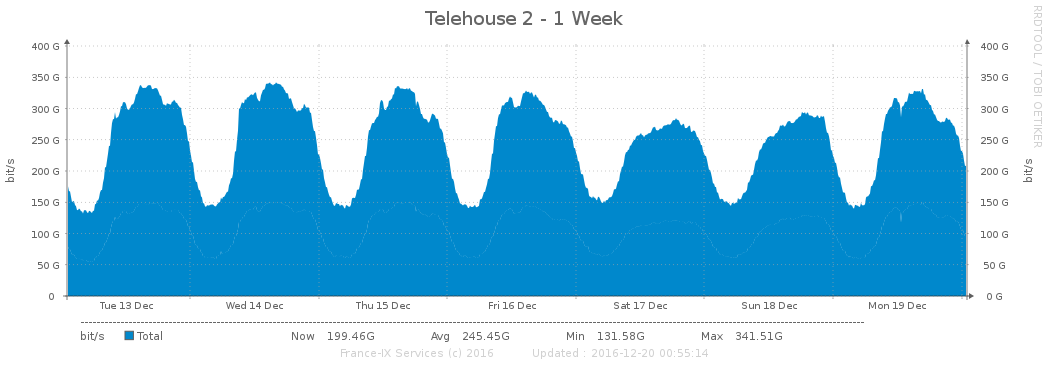 Telehouse 2 - 1 Week
RRDTOOL / TOBI OETIKER
400 G 400 G
350 G 350 G
300 G 300 G
250 G 250 G
200 G 200 G
150 G 150 G
100 G 100 G
50 G 50 G
0 0 G
bit/s bit/s
Tue 13 Dec Wed 14 Dec Thu 15 Dec Fri 16 Dec Sat 17 Dec Sun 18 Dec Mon 19 Dec
bit/s Total Now 199.46G Avg 245.45G Min 131.58G Max 341.51G
France-IX Services (c) 2016 Updated : 2016-12-20 00:55:14